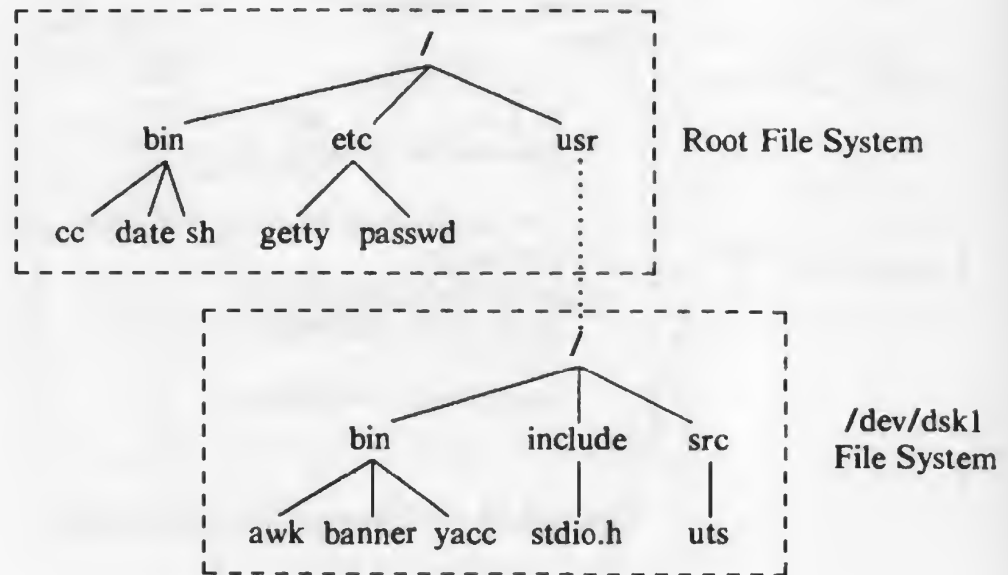 /
bin etc usr Root File System
cc date sh getty passwd
/
bin include src /dev/dsk1
File System
awk banner yacc stdio.h uts